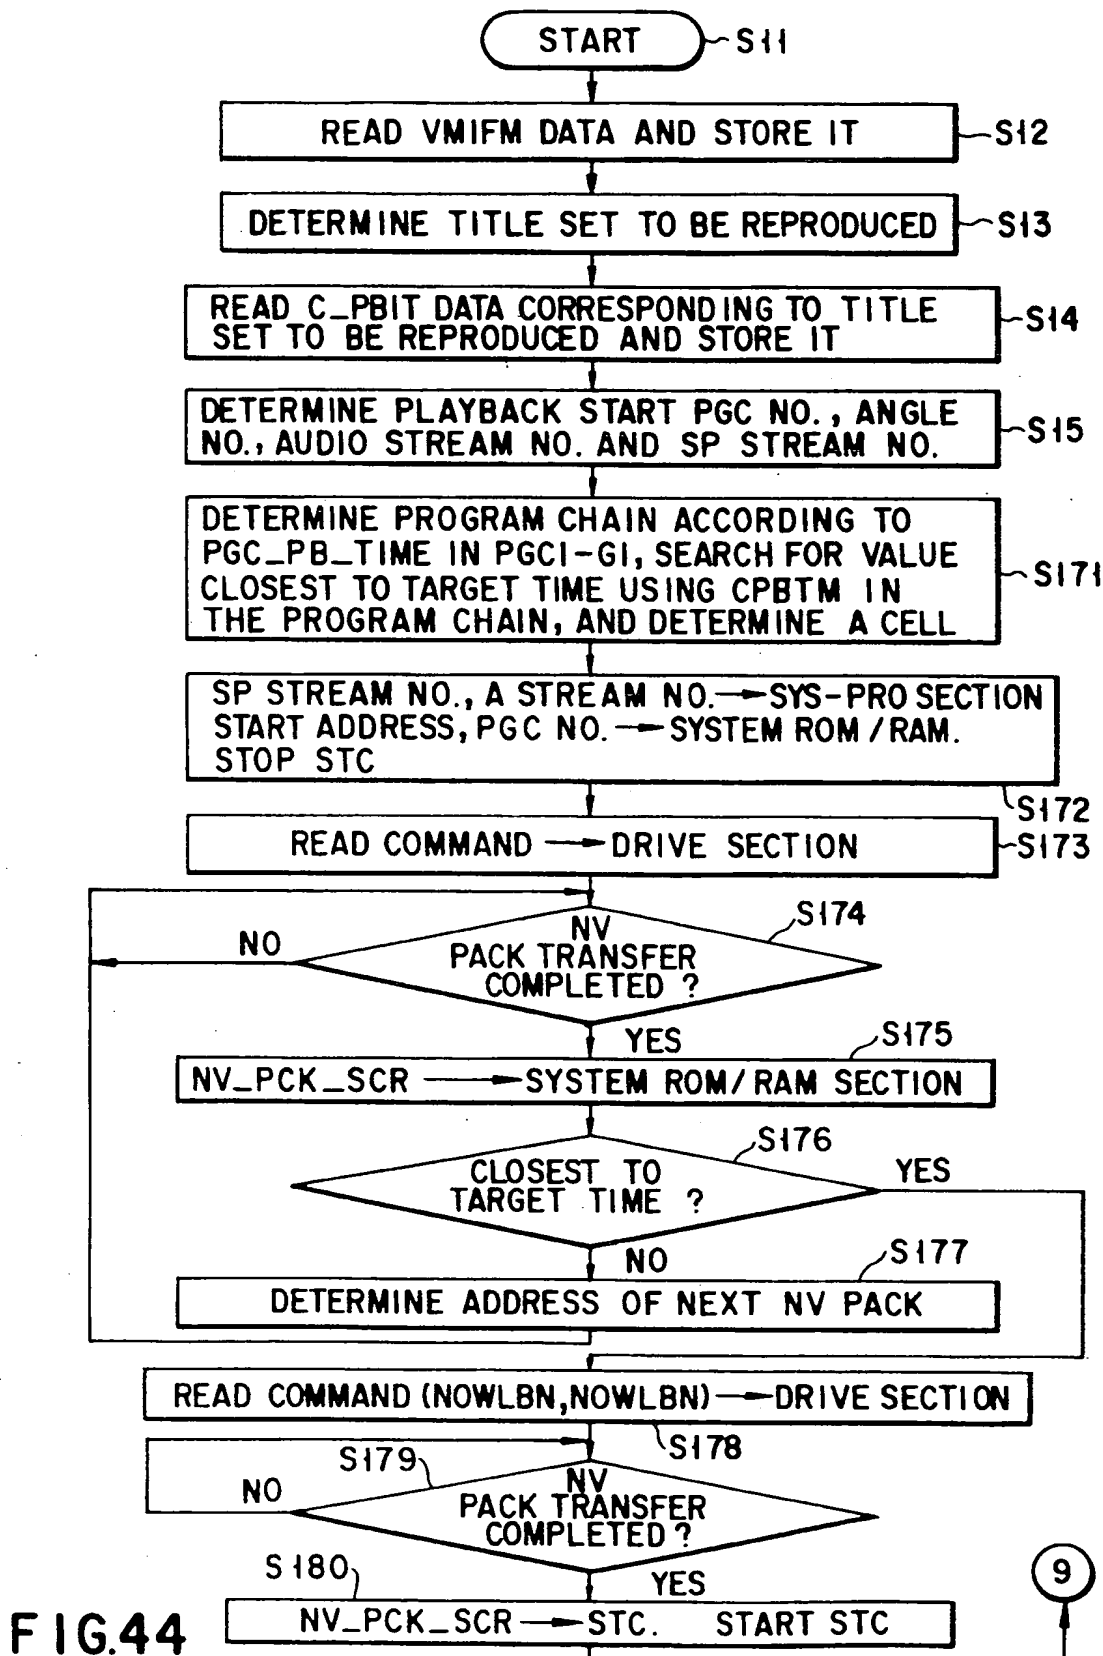 START
S11
READ VMIFM DATA AND STORE IT
S12
DETERMINE TITLE SET TO BE REPRODUCED
S13
READ C_PBIT DATA CORRESPONDING TO TITLE
SET TO BE REPRODUCED AND STORE IT
S14
DETERMINE PLAYBACK START PGC NO., ANGLE
NO., AUDIO STREAM NO. AND SP STREAM NO.
S15
DETERMINE PROGRAM CHAIN ACCORDING TO
PGC_PB_TIME IN PGCI-GI, SEARCH FOR VALUE
CLOSEST TO TARGET TIME USING CPBTM IN
THE PROGRAM CHAIN, AND DETERMINE A CELL
S171
SP STREAM NO., A STREAM NO. → SYS-PRO SECTION
START ADDRESS, PGC NO. → SYSTEM ROM / RAM.
STOP STC
S172
READ COMMAND → DRIVE SECTION
S173
S174
NV
PACK TRANSFER
COMPLETED ?
NO
YES
S175
NV_PCK_SCR → SYSTEM ROM / RAM SECTION
S176
CLOSEST TO
TARGET TIME ?
YES
NO
S177
DETERMINE ADDRESS OF NEXT NV PACK
READ COMMAND (NOWLBN,NOWLBN) → DRIVE SECTION
S178
S179
NV
PACK TRANSFER
COMPLETED ?
NO
YES
S180
NV_PCK_SCR → STC. START STC
9
FIG.44